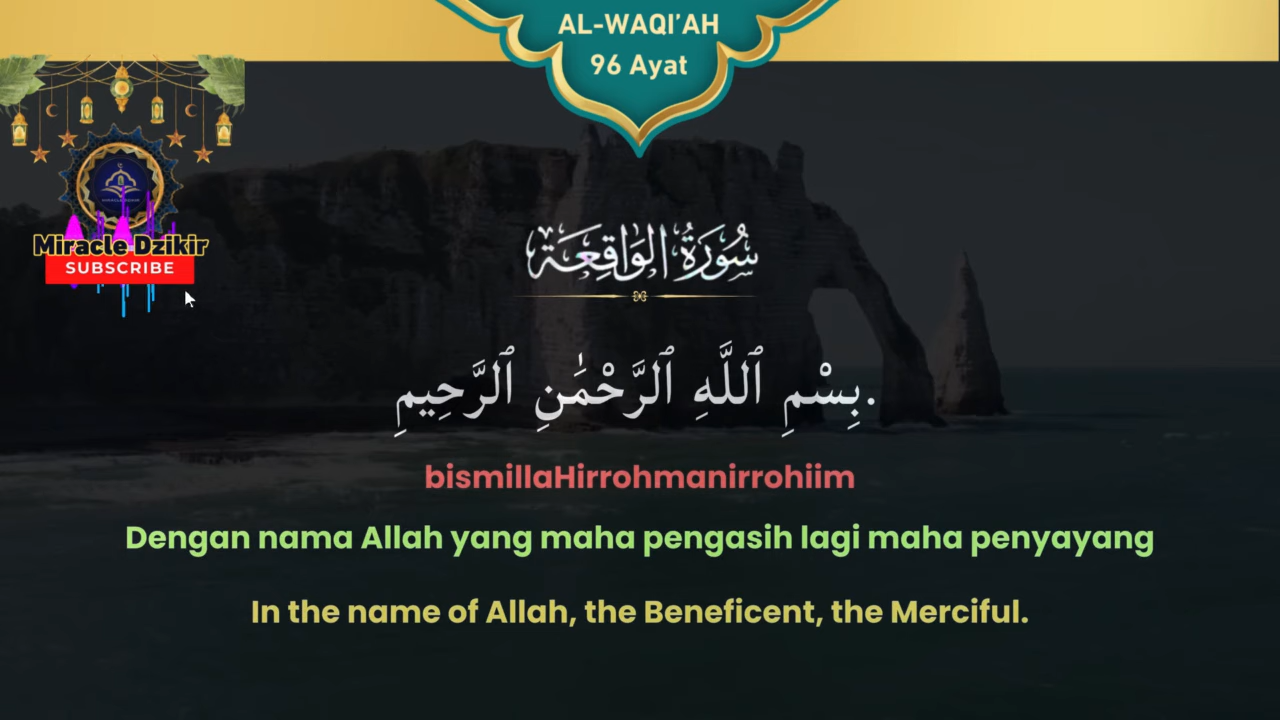 AL-WAQI’AH
96 Ayat
Miracle Dzikir
SUBSCRIBE
سُورَةُ الوَاقِعَة
بِسْمِ ٱللَّهِ ٱلرَّحْمَٰنِ ٱلرَّحِيمِ.
bismillaHirrohmanirrohiim
Dengan nama Allah yang maha pengasih lagi maha penyayang
In the name of Allah, the Beneficent, the Merciful.